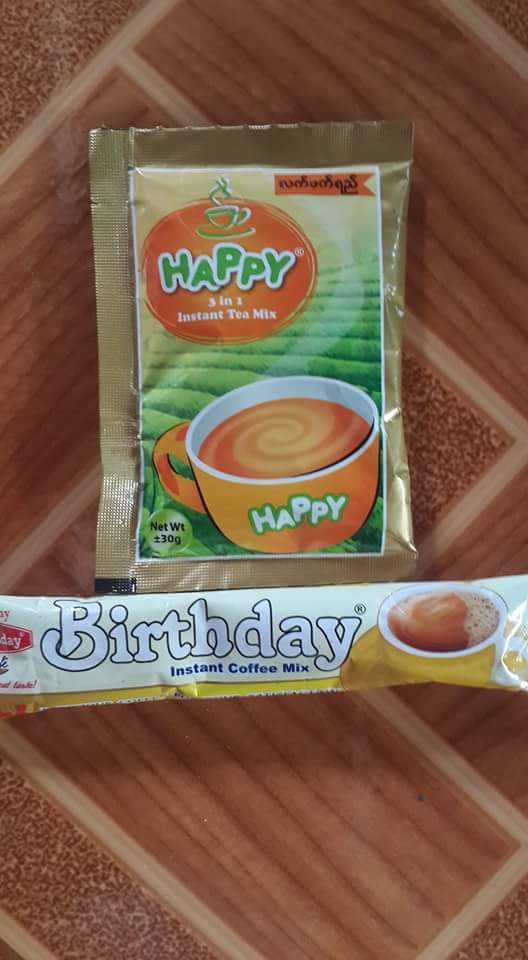 လက်ဖက်ရည်
HAPPY®
3 in 1
Instant Tea Mix
HAPPY
Net Wt
±30g
Birthday®
Instant Coffee Mix